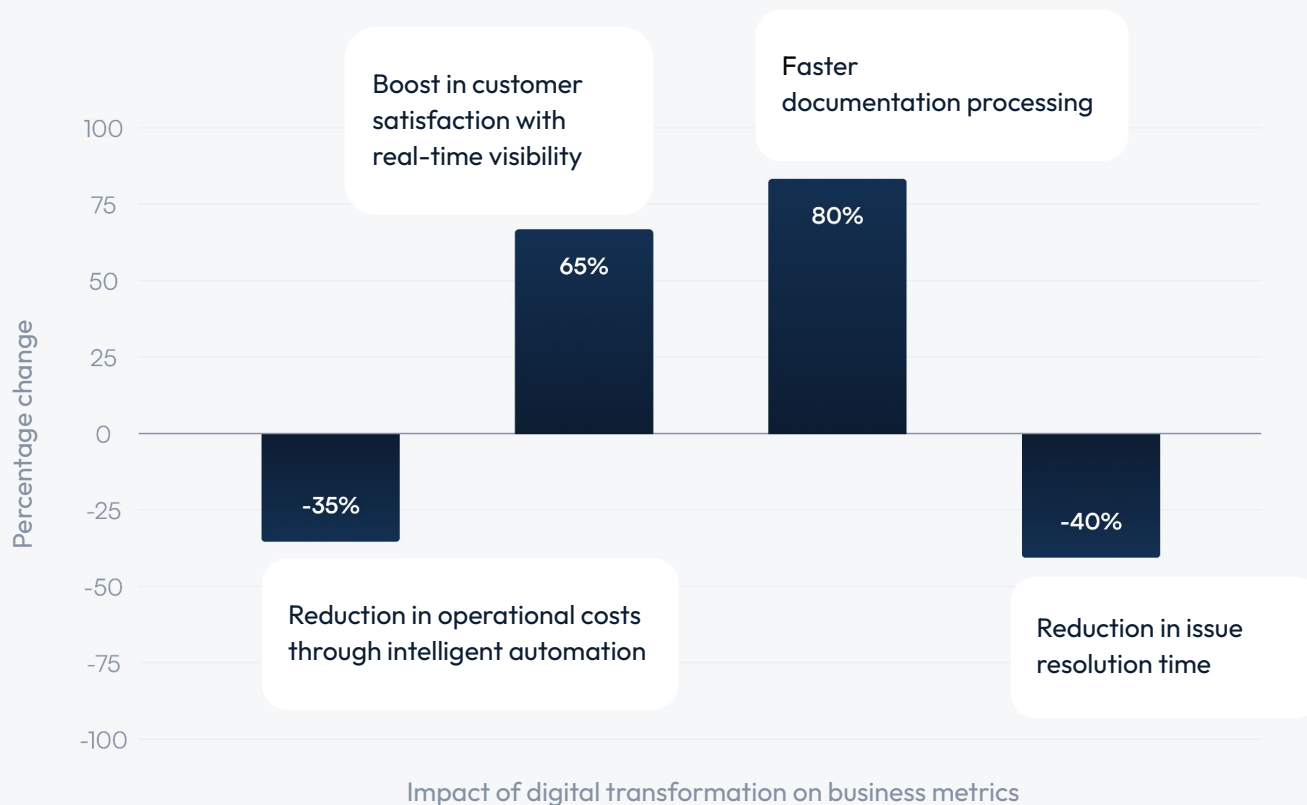 Boost in customer
satisfaction with
real-time visibility
Faster
documentation processing
100
75
50
25
0
-25
-50
-75
-100
Percentage change
65%
80%
-35%
-40%
Reduction in operational costs
through intelligent automation
Reduction in issue
resolution time
Impact of digital transformation on business metrics